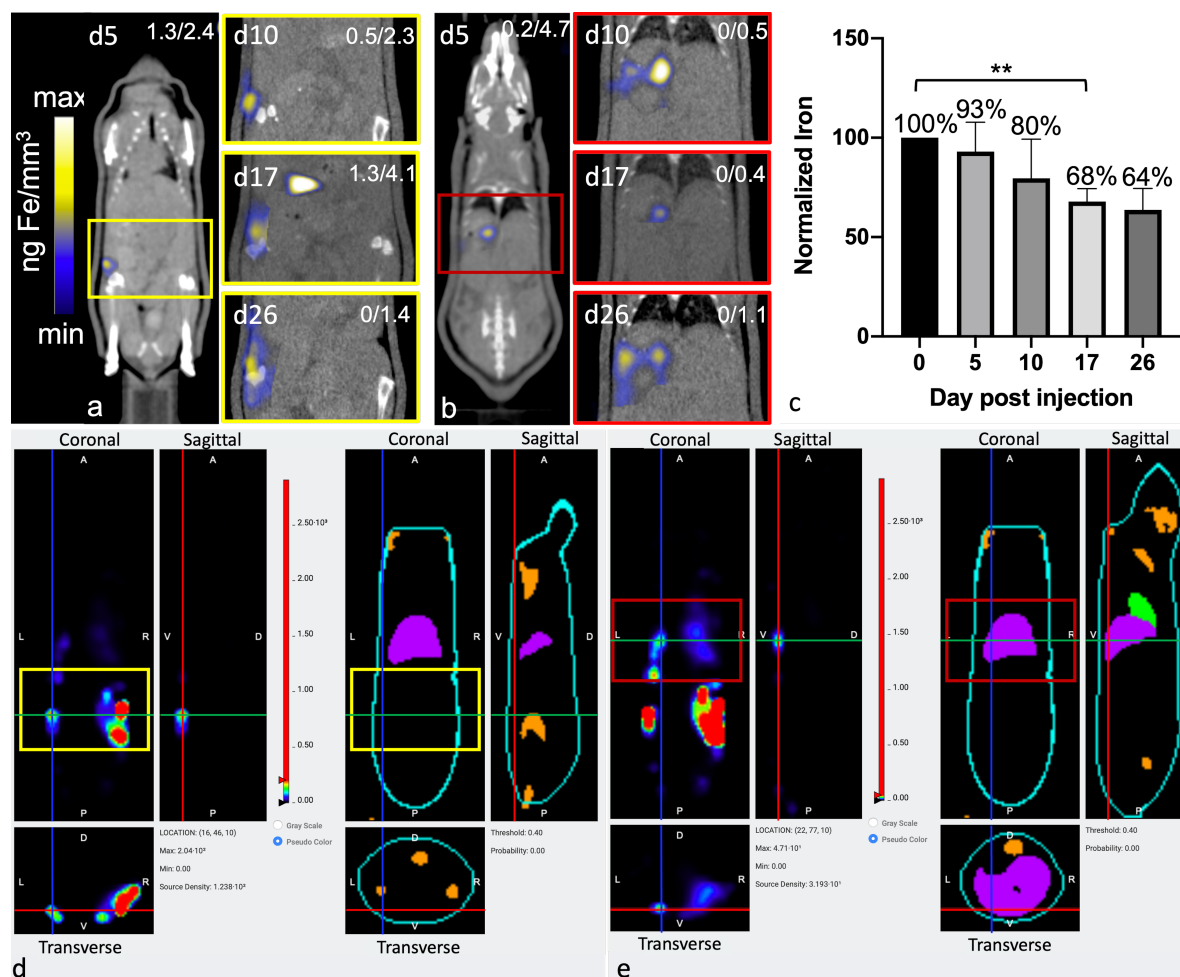 d5
1.3/2.4
max
ng Fe/mm³
min
a
d10
0.5/2.3
d17
1.3/4.1
d26
0/1.4
d5
0.2/4.7
b
d10
0/0.5
d17
0/0.4
d26
0/1.1
150
100
50
0
Normalized Iron
**
100%
93%
80%
68%
64%
0 5 10 17 26
Day post injection
c
Coronal
Sagittal
A
A
L
R
V
D
P
P
2.50·10³
2.00
1.50
1.00
0.50
0.00
Gray Scale
Pseudo Color
D
L
R
V
LOCATION: (16, 46, 10)
Max: 2.04·10²
Min: 0.00
Source Density: 1.238·10²
Transverse
d
Coronal
Sagittal
A
A
L
R
V
D
P
P
D
L
R
V
Threshold: 0.40
Probability: 0.00
Transverse
Coronal
Sagittal
A
A
L
R
V
D
P
P
2.50·10³
2.00
1.50
1.00
0.50
0.00
Gray Scale
Pseudo Color
D
L
R
V
LOCATION: (22, 77, 10)
Max: 4.71·10¹
Min: 0.00
Source Density: 3.193·10¹
Transverse
e
Coronal
Sagittal
A
A
L
R
V
D
P
P
D
L
R
V
Threshold: 0.40
Probability: 0.00
Transverse